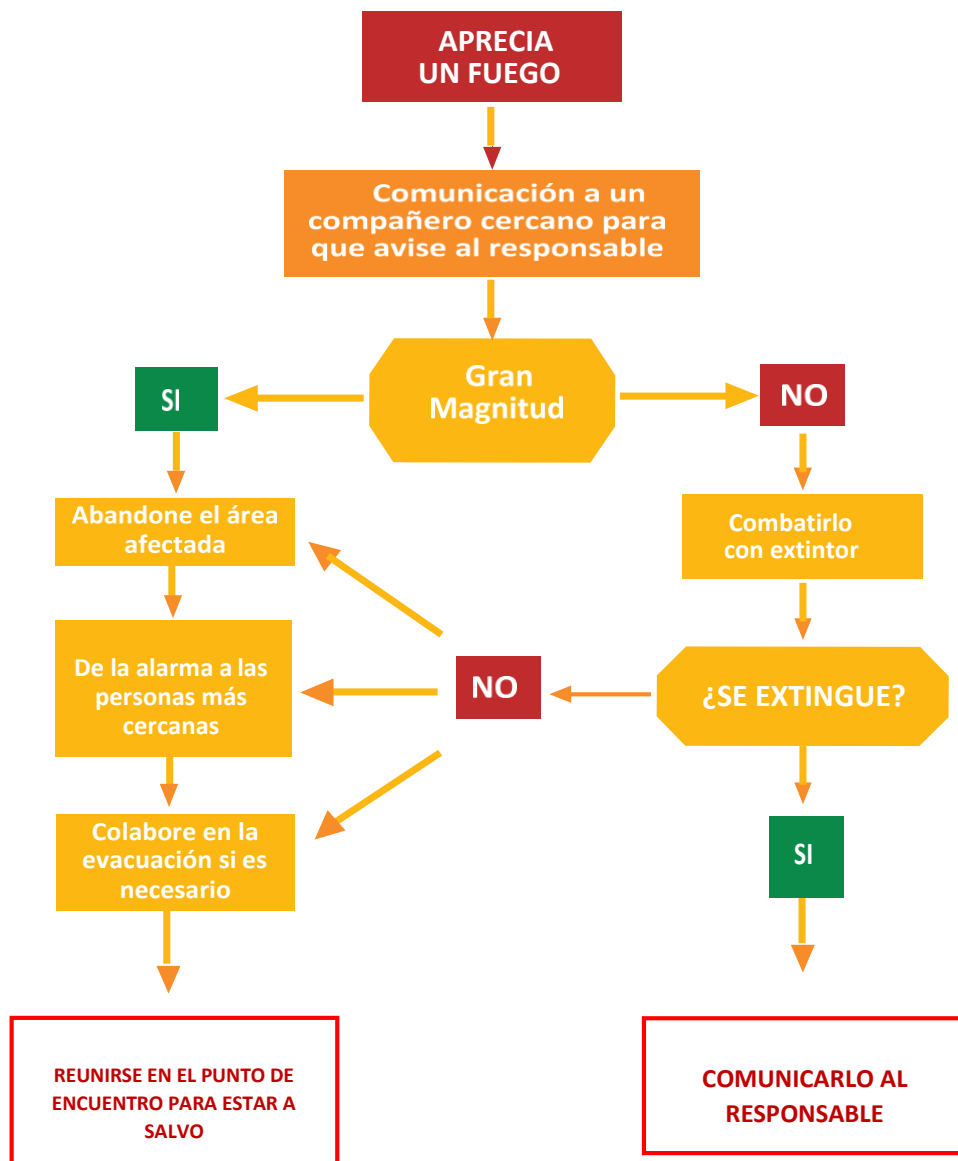 APRECIA
UN FUEGO
Comunicación a un
compañero cercano para
que avise al responsable
Gran
Magnitud
SI
NO
Abandone el área
afectada
Combatirlo
con extintor
De la alarma a las
personas más
cercanas
NO
¿SE EXTINGUE?
Colabore en la
evacuación si es
necesario
SI
REUNIRSE EN EL PUNTO DE
ENCUENTRO PARA ESTAR A
SALVO
COMUNICARLO AL
RESPONSABLE